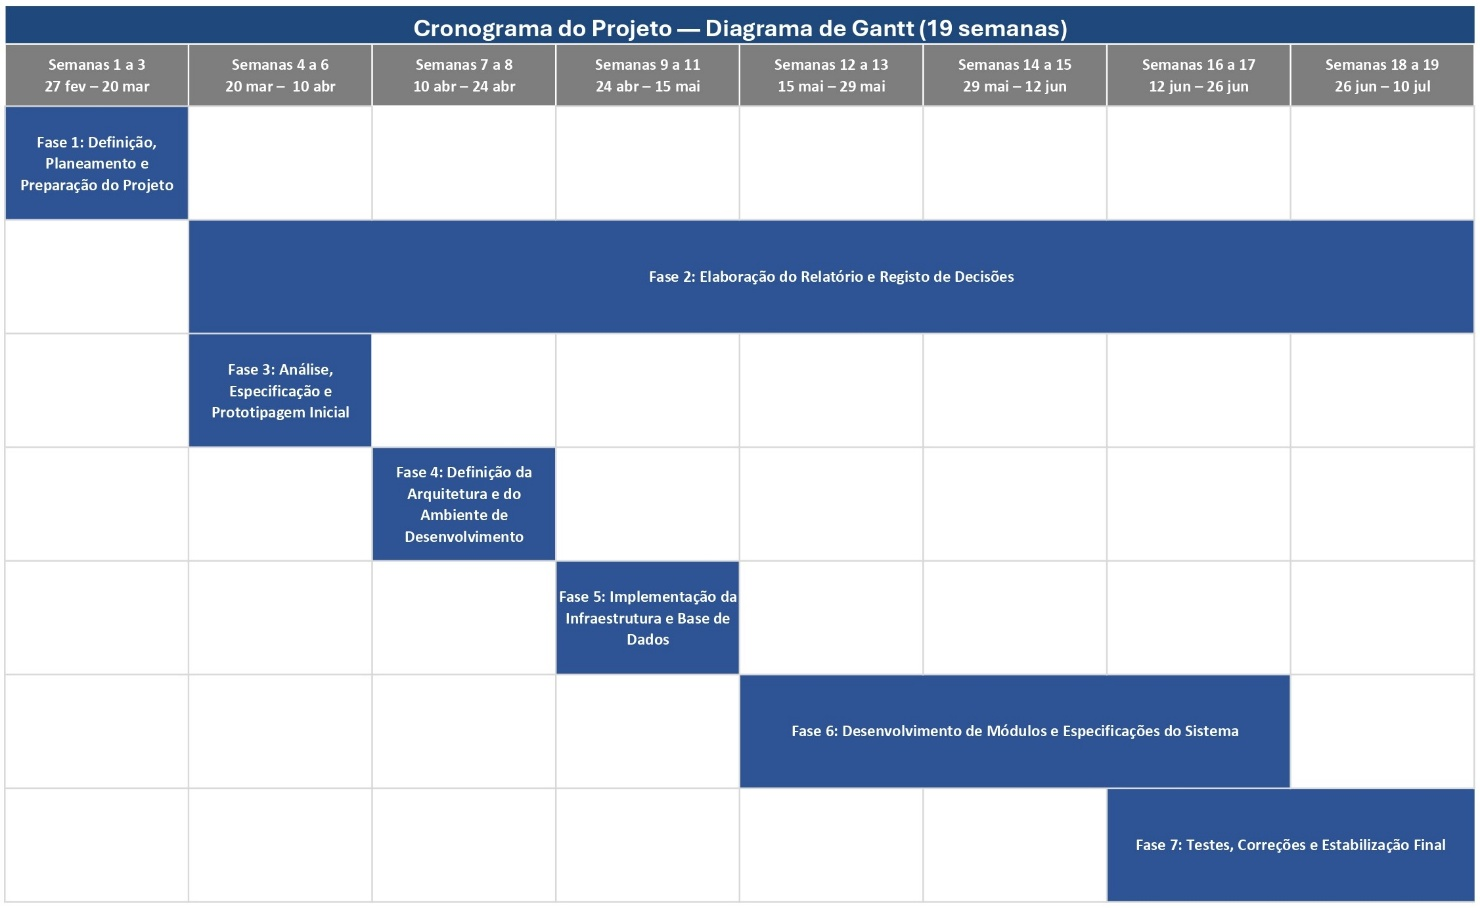 Cronograma do Projeto — Diagrama de Gantt (19 semanas)
Semanas 1 a 3
27 fev – 20 mar
Semanas 4 a 6
20 mar – 10 abr
Semanas 7 a 8
10 abr – 24 abr
Semanas 9 a 11
24 abr – 15 mai
Semanas 12 a 13
15 mai – 29 mai
Semanas 14 a 15
29 mai – 12 jun
Semanas 16 a 17
12 jun – 26 jun
Semanas 18 a 19
26 jun – 10 jul
Fase 1: Definição,
Planeamento e
Preparação do Projeto
Fase 2: Elaboração do Relatório e Registo de Decisões
Fase 3: Análise,
Especificação e
Prototipagem Inicial
Fase 4: Definição da
Arquitetura e do
Ambiente de
Desenvolvimento
Fase 5: Implementação da
Infraestrutura e Base de
Dados
Fase 6: Desenvolvimento de Módulos e Especificações do Sistema
Fase 7: Testes, Correções e Estabilização Final